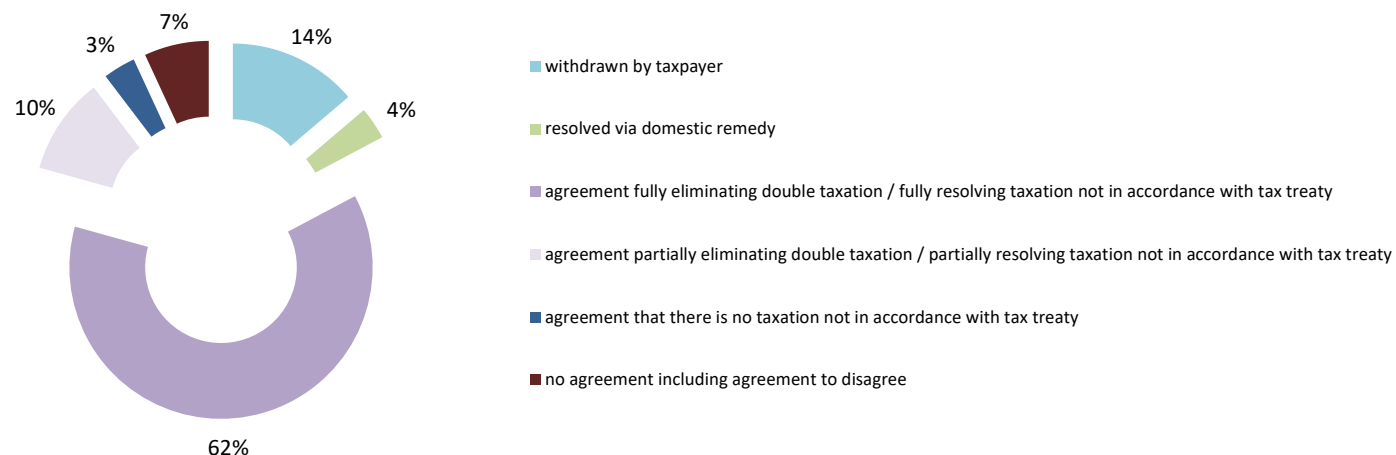 7%
14%
3%
4%
10%
62%
withdrawn by taxpayer
resolved via domestic remedy
agreement fully eliminating double taxation / fully resolving taxation not in accordance with tax treaty
agreement partially eliminating double taxation / partially resolving taxation not in accordance with tax treaty
agreement that there is no taxation not in accordance with tax treaty
no agreement including agreement to disagree